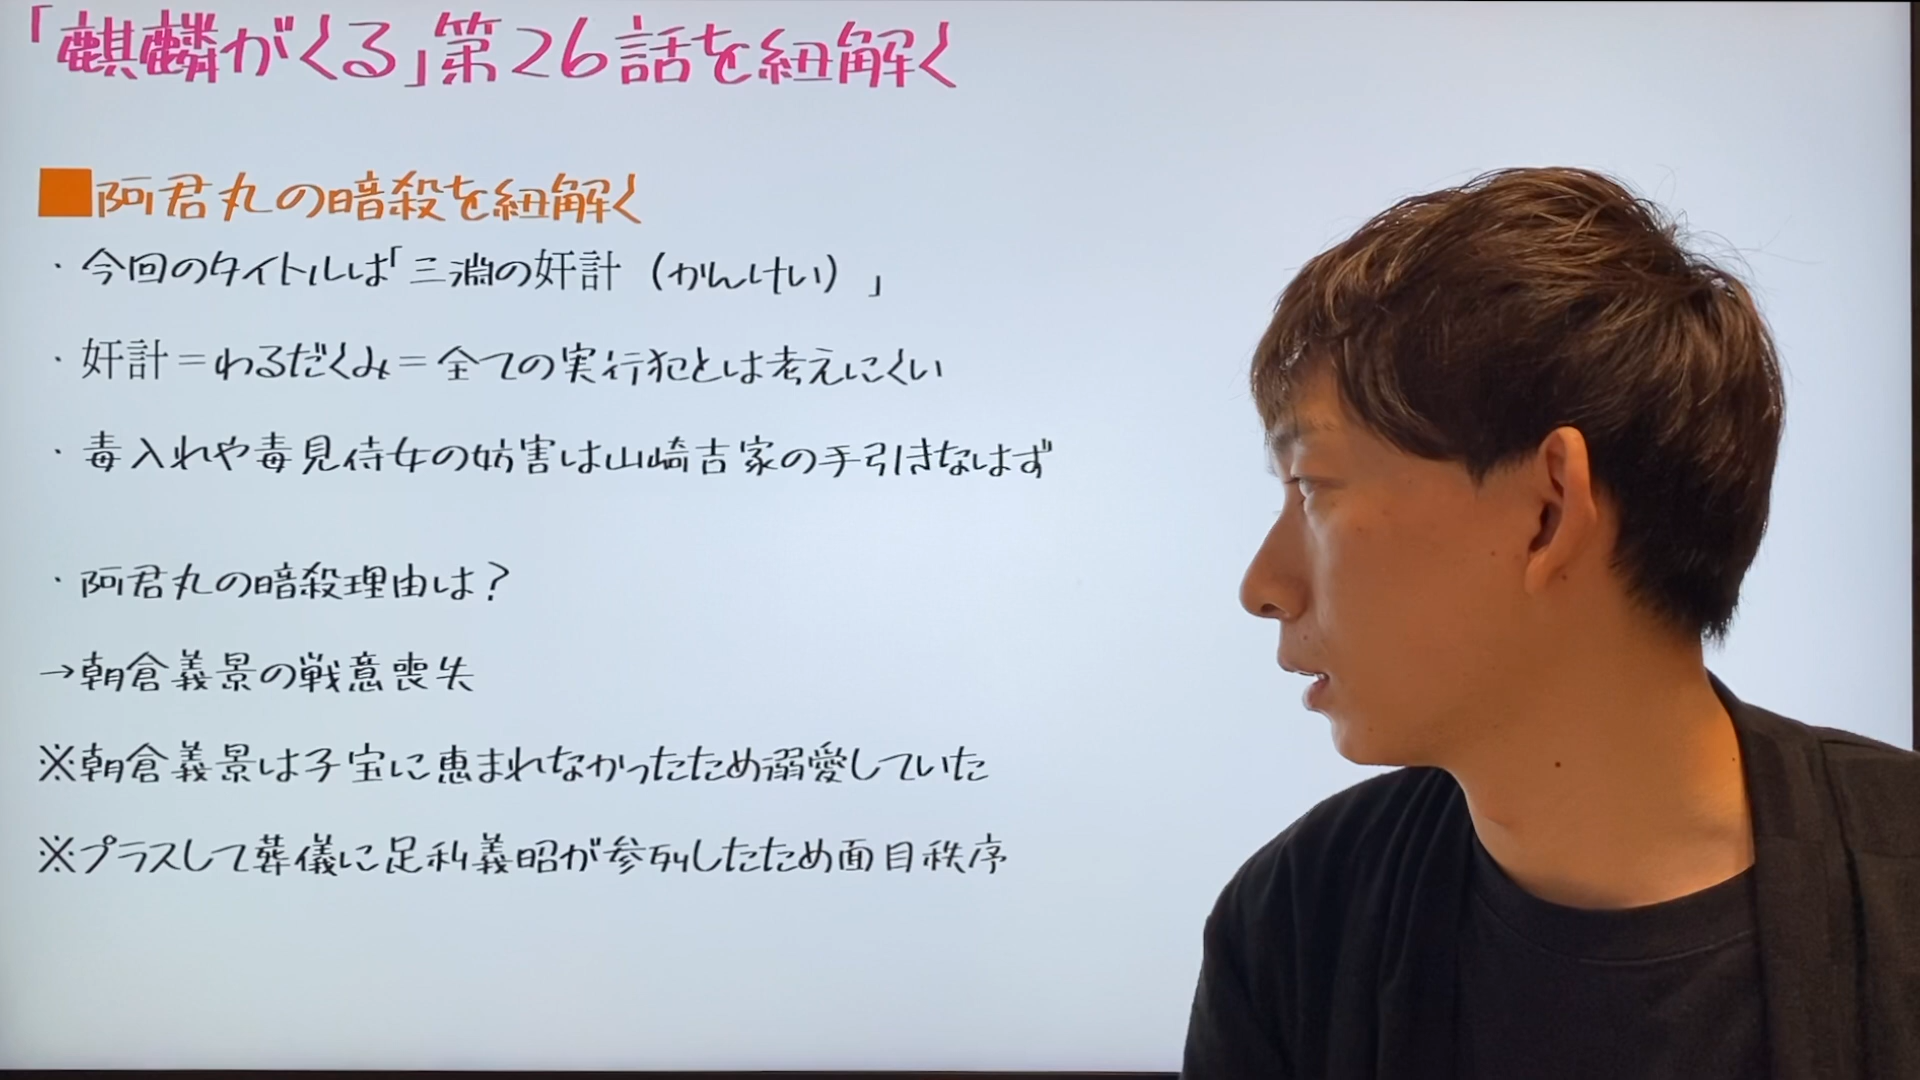 「麒麟がくる」第26話を紐解く
■阿君丸の暗殺を紐解く
・今回のタイトルは「三淵の奸計（かんけい）」
・奸計＝わるだくみ＝全ての実行犯とは考えにくい
・毒入れや毒見侍女の妨害は山崎吉家の手引きなはず
・阿君丸の暗殺理由は？
→朝倉義景の戦意喪失
※朝倉義景は子宝に恵まれなかったため溺愛していた
※プラスして葬儀に足利義昭が参列したため面目秩序